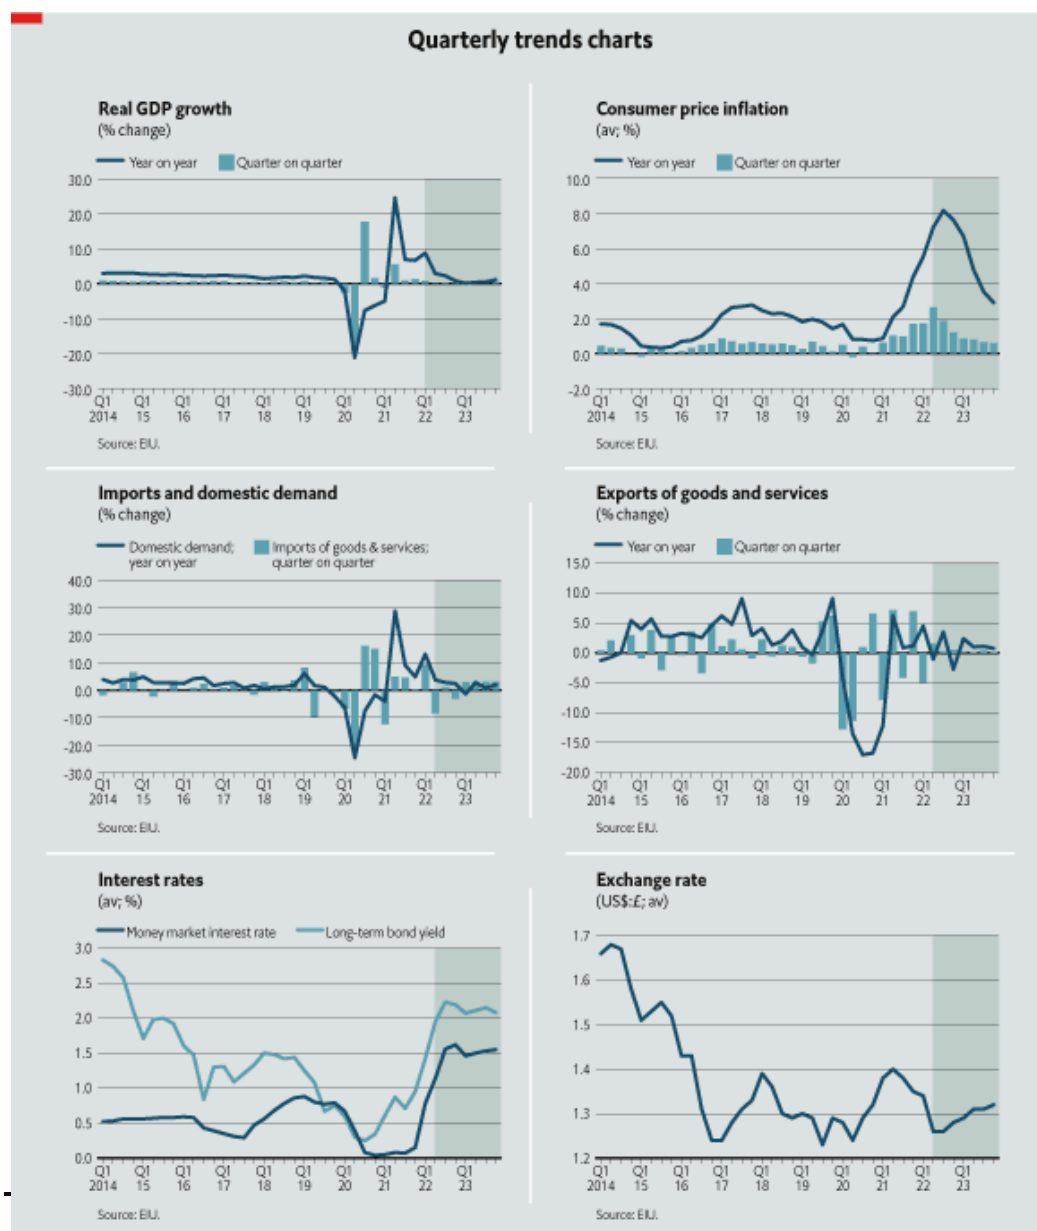 Quarterly trends charts
Real GDP growth
(% change)
Year on year
Quarter on quarter
30.0
20.0
10.0
0.0
-10.0
-20.0
-30.0
Q1 Q1 Q1 Q1 Q1 Q1 Q1 Q1 Q1 Q1
2014 15 16 17 18 19 20 21 22 23
Source: EIU.
Consumer price inflation
(av; %)
Year on year
Quarter on quarter
10.0
8.0
6.0
4.0
2.0
0.0
-2.0
Q1 Q1 Q1 Q1 Q1 Q1 Q1 Q1 Q1 Q1
2014 15 16 17 18 19 20 21 22 23
Source: EIU.
Imports and domestic demand
(% change)
Domestic demand;
year on year
Imports of goods & services;
quarter on quarter
40.0
30.0
20.0
10.0
0.0
-10.0
-20.0
-30.0
Q1 Q1 Q1 Q1 Q1 Q1 Q1 Q1 Q1 Q1
2014 15 16 17 18 19 20 21 22 23
Source: EIU.
Exports of goods and services
(% change)
Year on year
Quarter on quarter
15.0
10.0
5.0
0.0
-5.0
-10.0
-15.0
-20.0
Q1 Q1 Q1 Q1 Q1 Q1 Q1 Q1 Q1 Q1
2014 15 16 17 18 19 20 21 22 23
Source: EIU.
Interest rates
(av; %)
Money market interest rate
Long-term bond yield
3.0
2.5
2.0
1.5
1.0
0.5
0.0
Q1 Q1 Q1 Q1 Q1 Q1 Q1 Q1 Q1 Q1
2014 15 16 17 18 19 20 21 22 23
Source: EIU.
Exchange rate
(US$:£; av)
1.7
1.6
1.5
1.4
1.3
1.2
Q1 Q1 Q1 Q1 Q1 Q1 Q1 Q1 Q1 Q1
2014 15 16 17 18 19 20 21 22 23
Source: EIU.